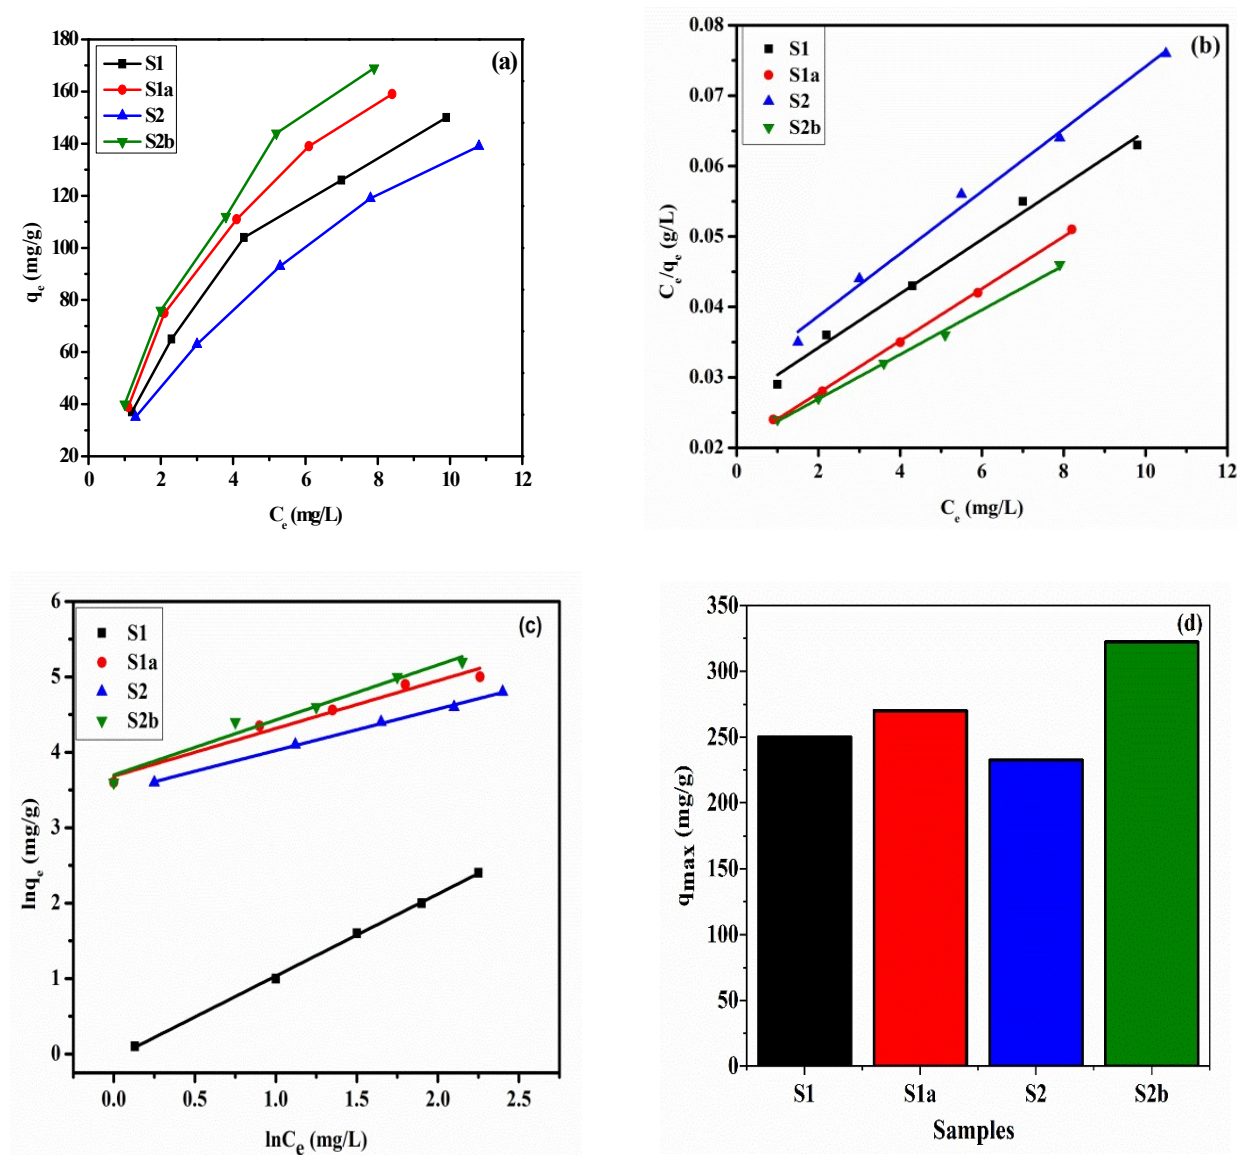 (a)
S1
S1a
S2
S2b
180
160
140
120
100
80
60
40
20
0 2 4 6 8 10 12
qe (mg/g)
Ce (mg/L)
(b)
S1
S1a
S2
S2b
0.08
0.07
0.06
0.05
0.04
0.03
0.02
0 2 4 6 8 10 12
Ce/qe (g/L)
Ce (mg/L)
(c)
S1
S1a
S2
S2b
6
5
4
3
2
1
0
0.0 0.5 1.0 1.5 2.0 2.5
lnqe (mg/g)
lnCe (mg/L)
(d)
350
300
250
200
150
100
50
0
S1 S1a S2 S2b
qmax (mg/g)
Samples